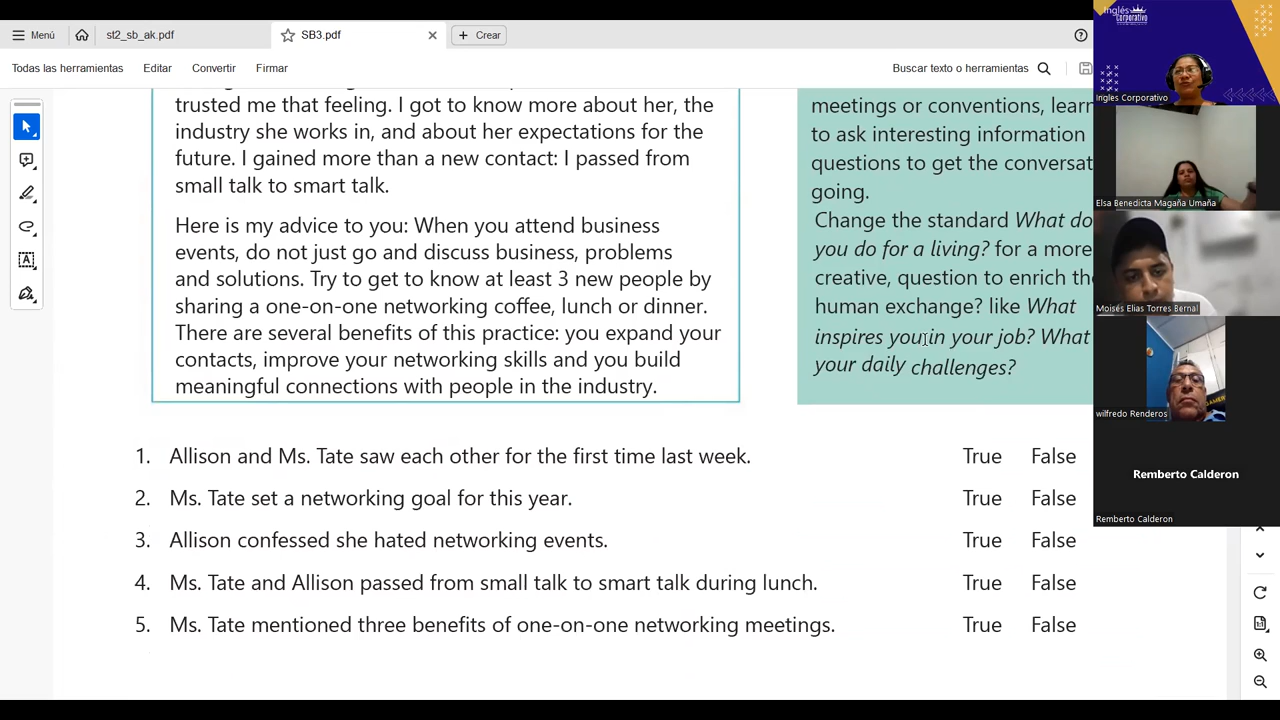 Menú
st2_sb_ak.pdf
SB3.pdf
Crear
Todas las herramientas
Editar
Convertir
Firmar
Buscar texto o herramientas
trusted me that feeling. I got to know more about her, the
industry she works in, and about her expectations for the
future. I gained more than a new contact: I passed from
small talk to smart talk.
Here is my advice to you: When you attend business
events, do not just go and discuss business, problems
and solutions. Try to get to know at least 3 new people by
sharing a one-on-one networking coffee, lunch or dinner.
There are several benefits of this practice: you expand your
contacts, improve your networking skills and you build
meaningful connections with people in the industry.
meetings or conventions, learn
to ask interesting information
questions to get the conversat
going.
Change the standard What do
you do for a living? for a more
creative, question to enrich the
human exchange? like What
inspires you in your job? What
your daily challenges?
1. Allison and Ms. Tate saw each other for the first time last week. True False
2. Ms. Tate set a networking goal for this year. True False
3. Allison confessed she hated networking events. True False
4. Ms. Tate and Allison passed from small talk to smart talk during lunch. True False
5. Ms. Tate mentioned three benefits of one-on-one networking meetings. True False
Inglés
Corporativo
Ingles Corporativo
Elsa Benedicta Magaña Umaña
Moisés Elias Torres Bernal
wilfredo Renderos
Remberto Calderon
Remberto Calderon